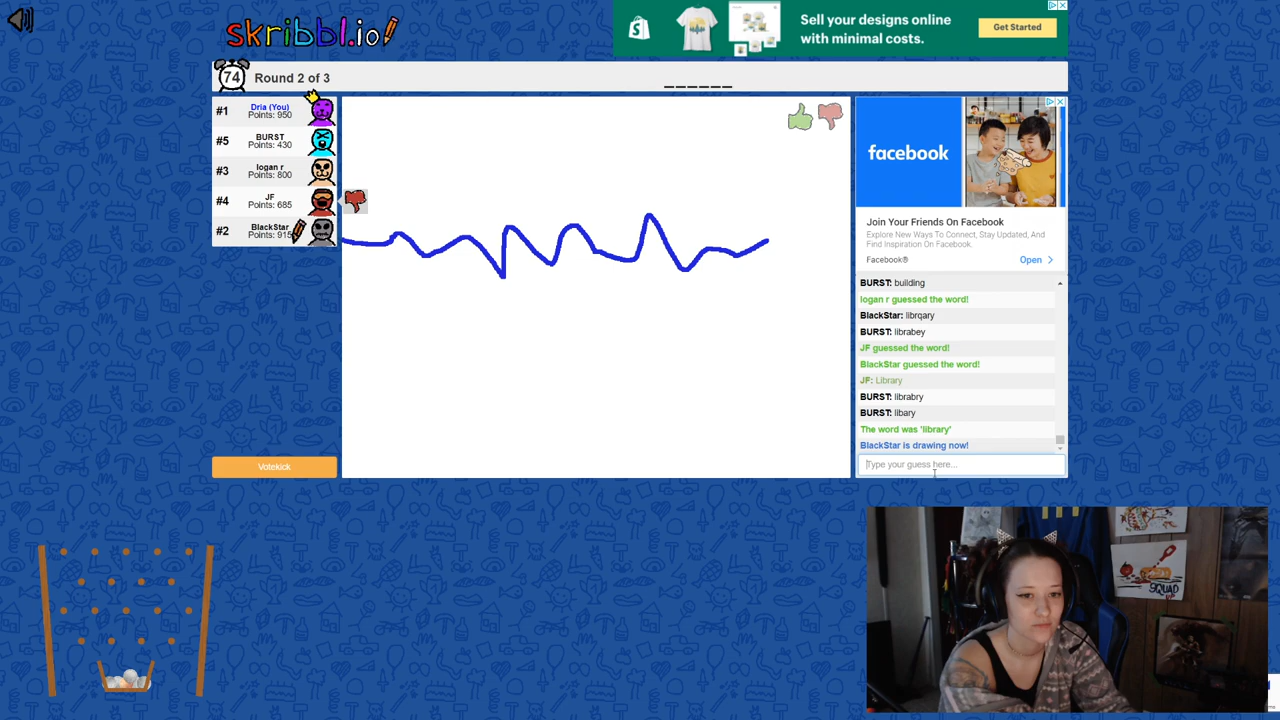 skribbl.io
Sell your designs online
with minimal costs.
Get Started
74
Round 2 of 3
______
#1
Dria (You)
Points: 950
#5
BURST
Points: 430
#3
logan r
Points: 800
#4
JF
Points: 685
#2
BlackStar
Points: 915
Votekick
facebook
Join Your Friends On Facebook
Explore New Ways To Connect, Stay Updated, And
Find Inspiration On Facebook.
Facebook®
Open
BURST: building
logan r guessed the word!
BlackStar: librqary
BURST: librabey
JF guessed the word!
BlackStar guessed the word!
JF: Library
BURST: librabry
BURST: libary
The word was 'library'
BlackStar is drawing now!
Type your guess here...
SQUAD